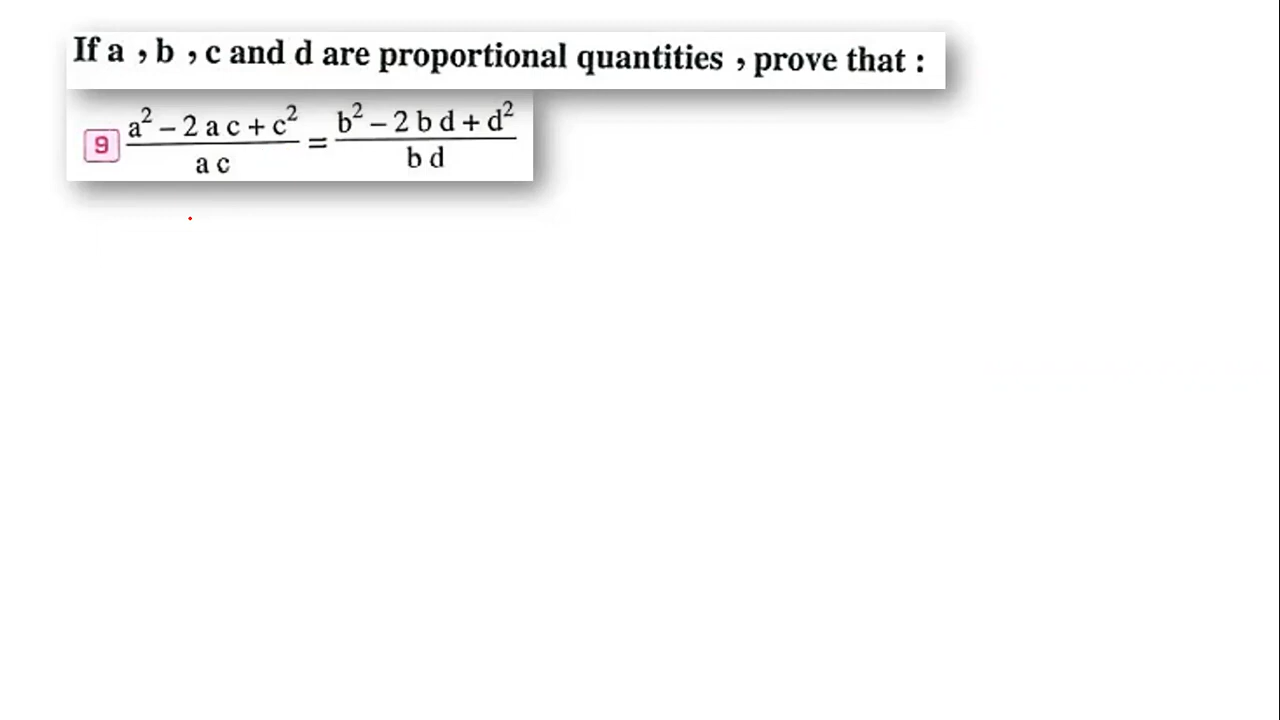 If a , b , c and d are proportional quantities , prove that :
9 (a² – 2 a c + c²) / (a c) = (b² – 2 b d + d²) / (b d)